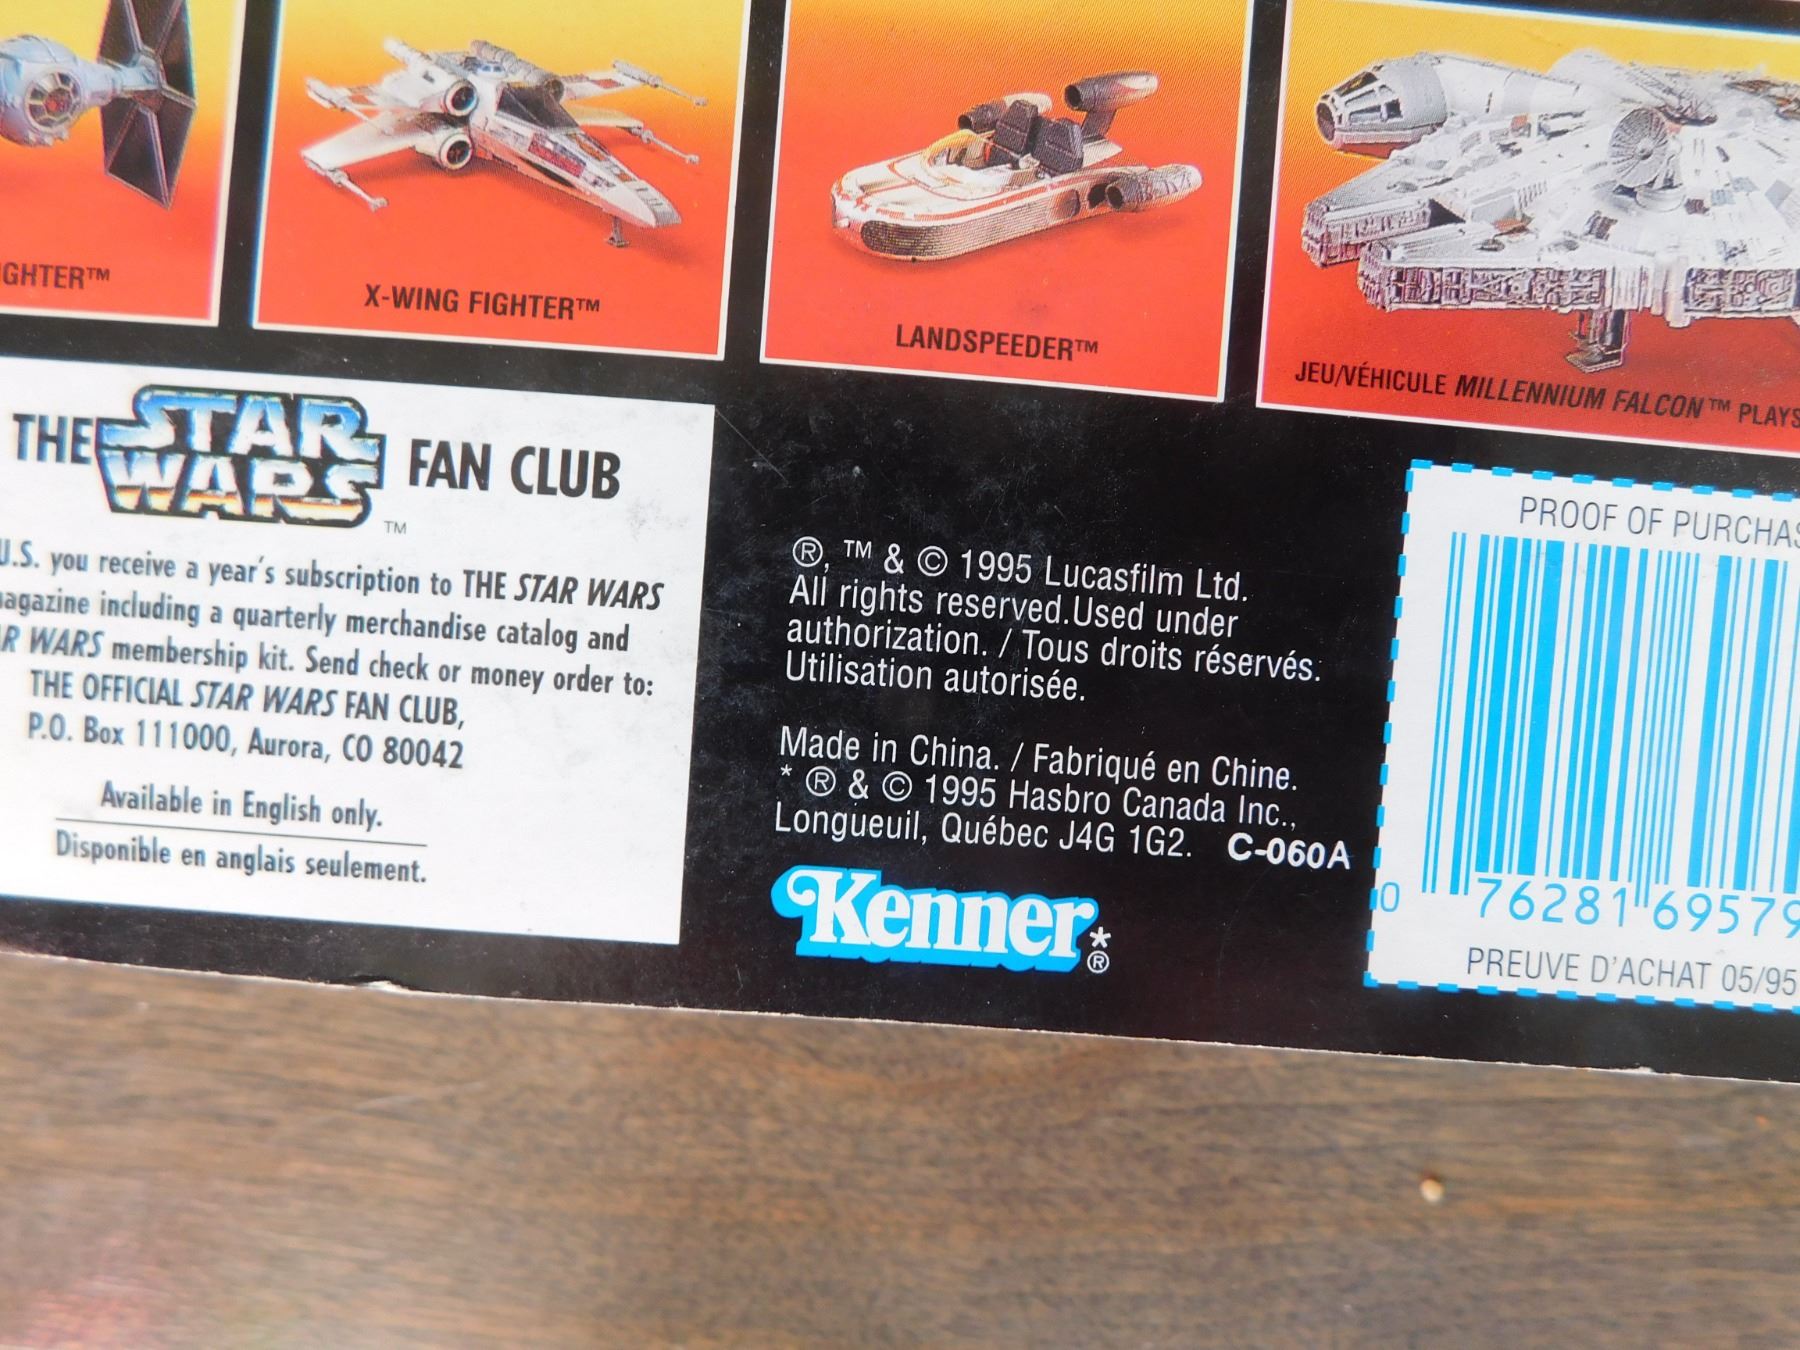 GHTER™
X-WING FIGHTER™
LANDSPEEDER™
JEU/VÉHICULE MILLENNIUM FALCON™ PLAYS
THE STAR WARS FAN CLUB
™
U.S. you receive a year's subscription to THE STAR WARS
agazine including a quarterly merchandise catalog and
R WARS membership kit. Send check or money order to:
THE OFFICIAL STAR WARS FAN CLUB,
P.O. Box 111000, Aurora, CO 80042
Available in English only.
Disponible en anglais seulement.
®, ™ & © 1995 Lucasfilm Ltd.
All rights reserved.Used under
authorization. / Tous droits réservés.
Utilisation autorisée.
Made in China. / Fabriqué en Chine.
* ® & © 1995 Hasbro Canada Inc.,
Longueuil, Québec J4G 1G2. C-060A
Kenner*®
PROOF OF PURCHAS
0 76281 69579
PREUVE D'ACHAT 05/95